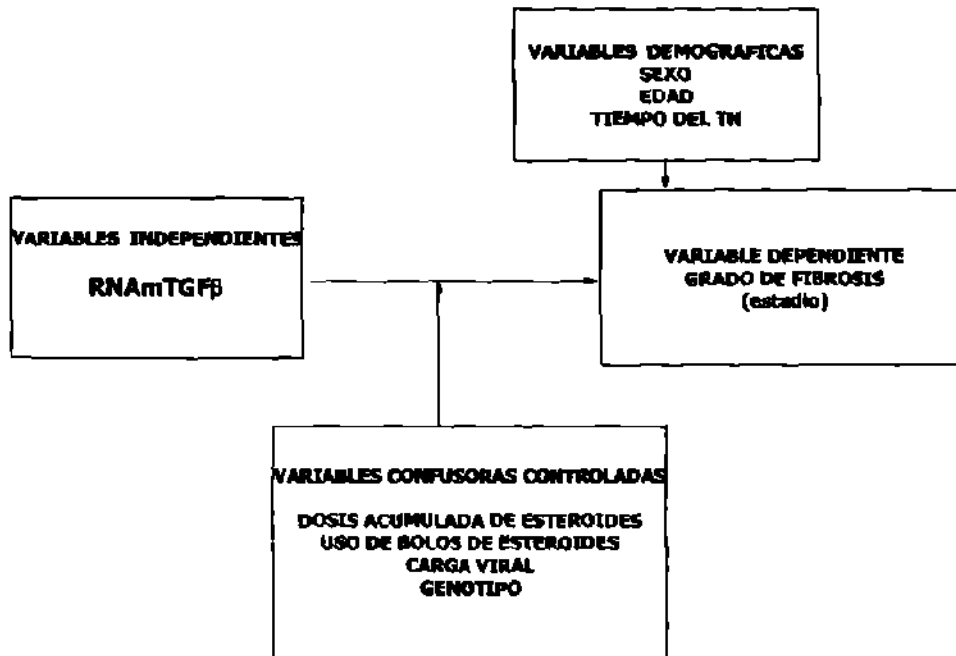 VARIABLES DEMOGRAFICAS
SEXO
EDAD
TIEMPO DEL TH
VARIABLES INDEPENDIENTES
RNAmTGFβ
VARIABLE DEPENDIENTE
GRADO DE FIBROSIS
(estadio)
VARIABLES CONFUSORAS CONTROLADAS
DOSIS ACUMULADA DE ESTEROIDES
USO DE BOLOS DE ESTEROIDES
CARGA VIRAL
GENOTIPO